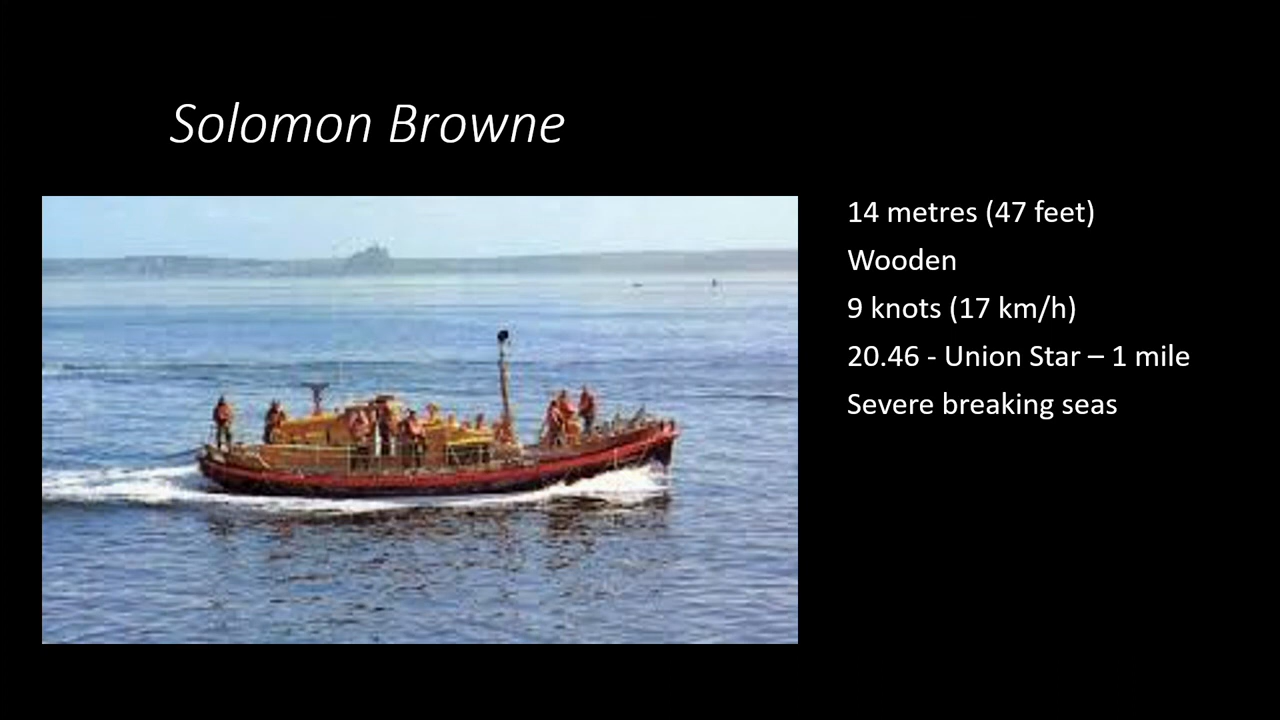 Solomon Browne
14 metres (47 feet)
Wooden
9 knots (17 km/h)
20.46 - Union Star – 1 mile
Severe breaking seas